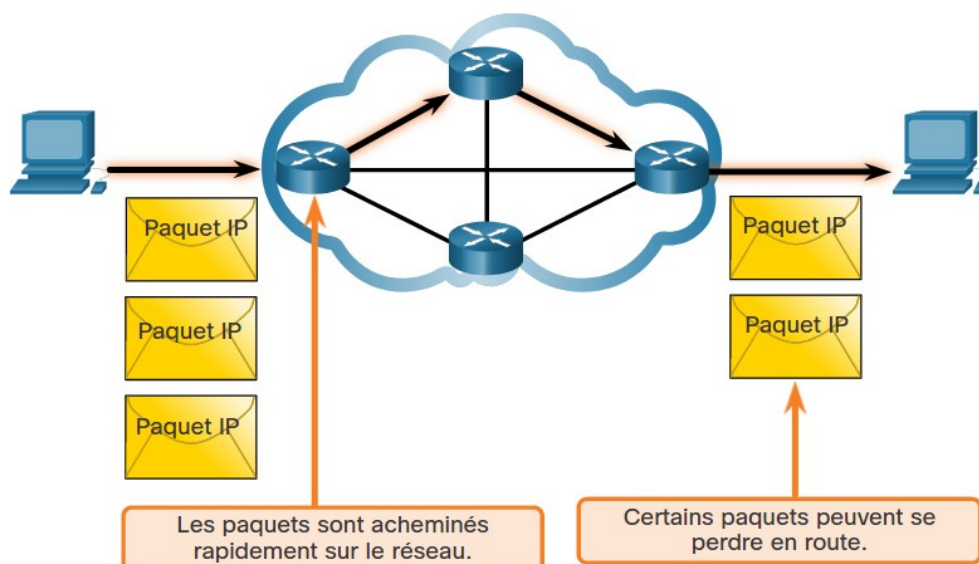 Paquet IP
Paquet IP
Paquet IP
Paquet IP
Paquet IP
Les paquets sont acheminés
rapidement sur le réseau.
Certains paquets peuvent se
perdre en route.